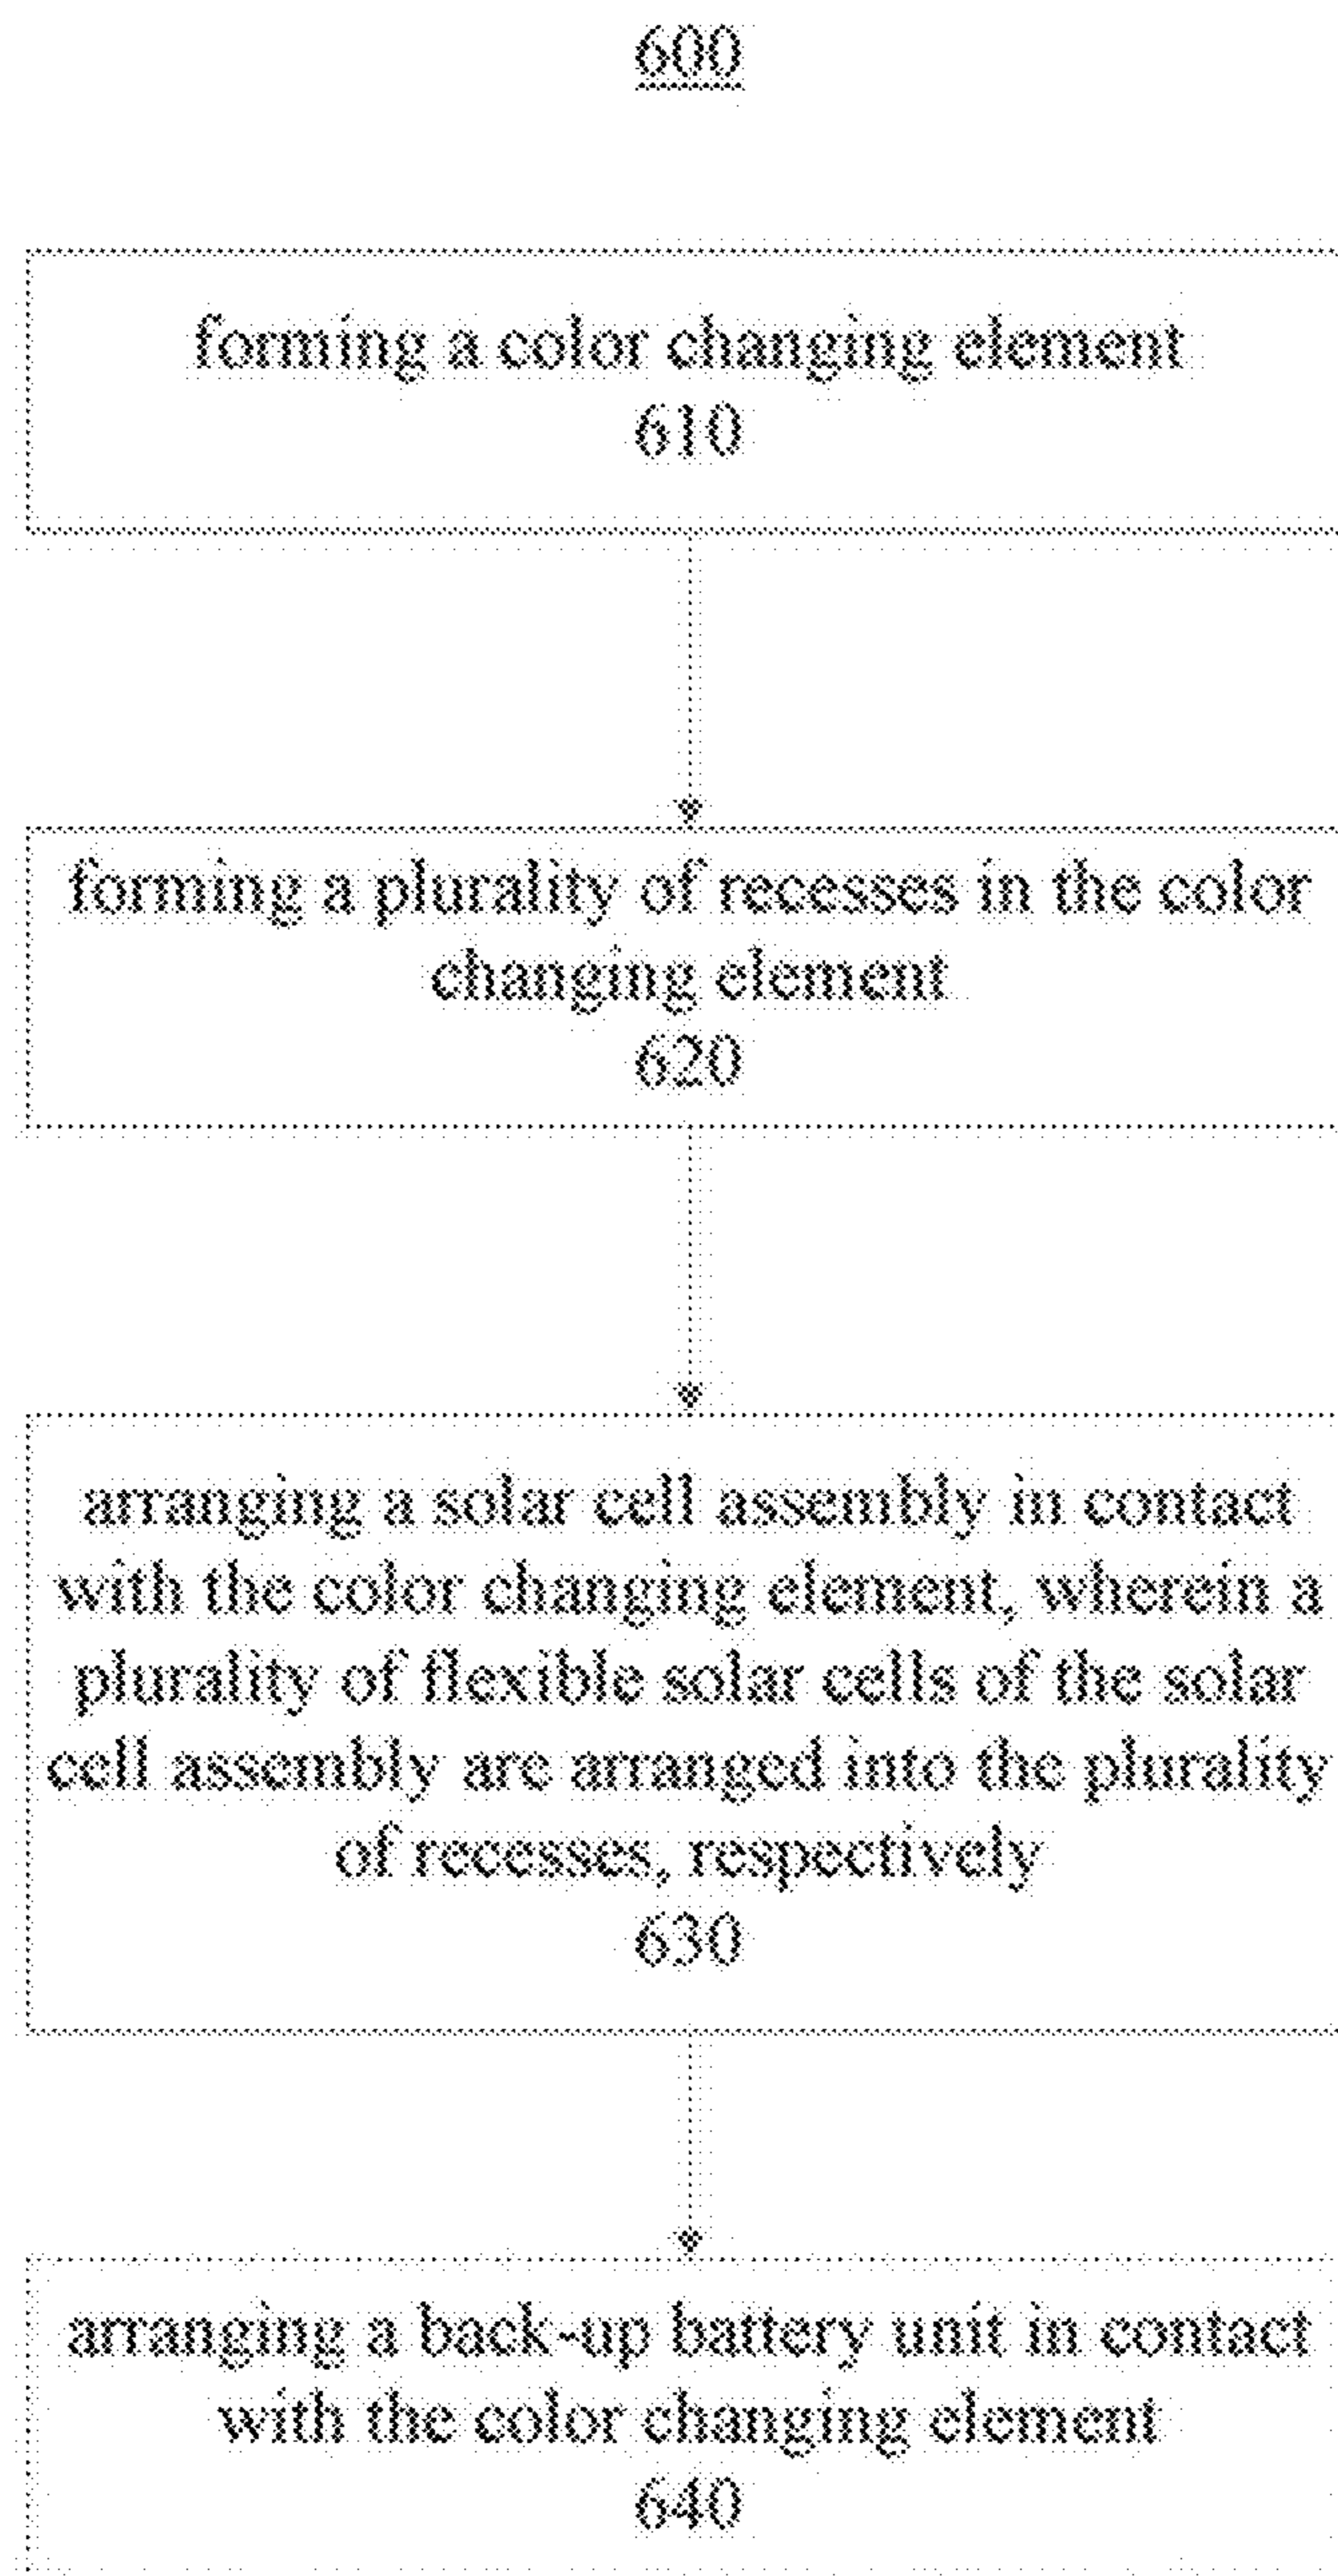 600
forming a color changing element
610
forming a plurality of recesses in the color
changing element
620
arranging a solar cell assembly in contact
with the color changing element, wherein a
plurality of flexible solar cells of the solar
cell assembly are arranged into the plurality
of recesses, respectively
630
arranging a back-up battery unit in contact
with the color changing element
640